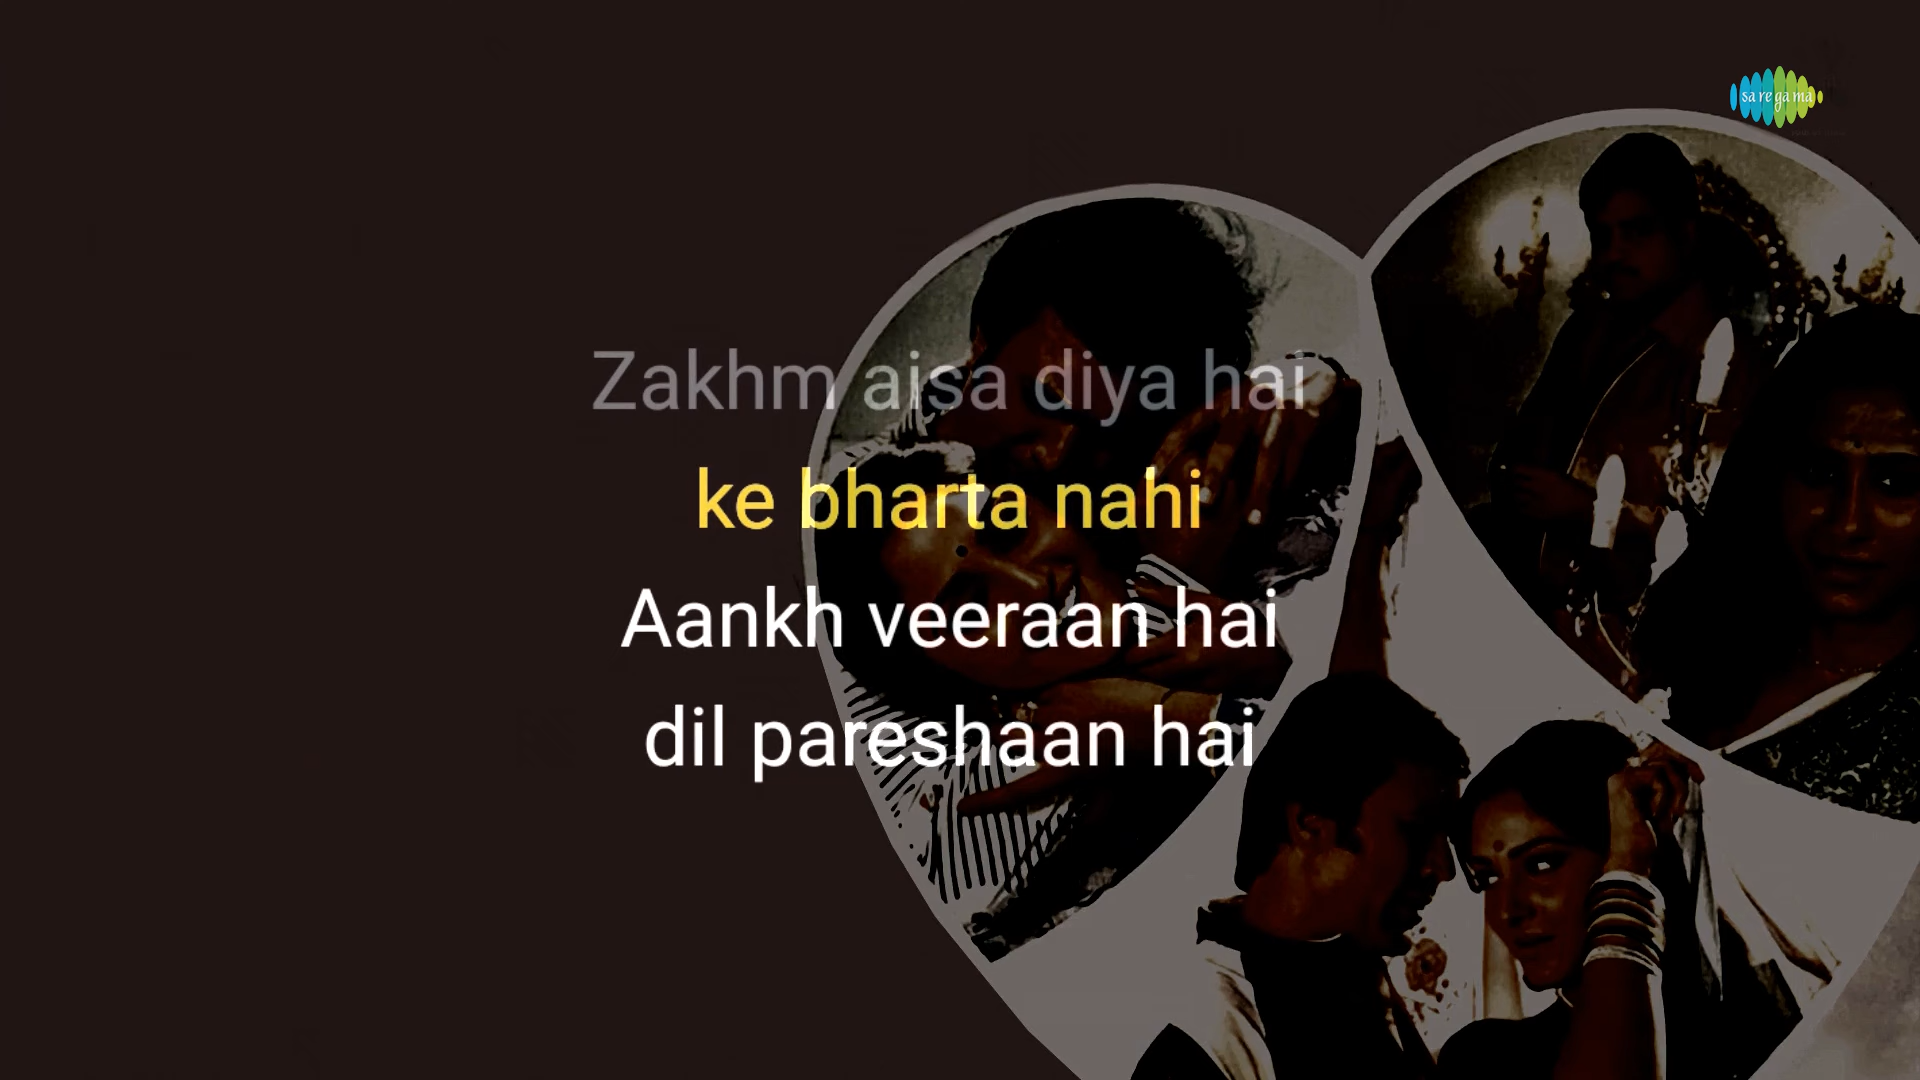 saregama
Zakhm aisa diya hai
ke bharta nahi
Aankh veeraan hai
dil pareshaan hai